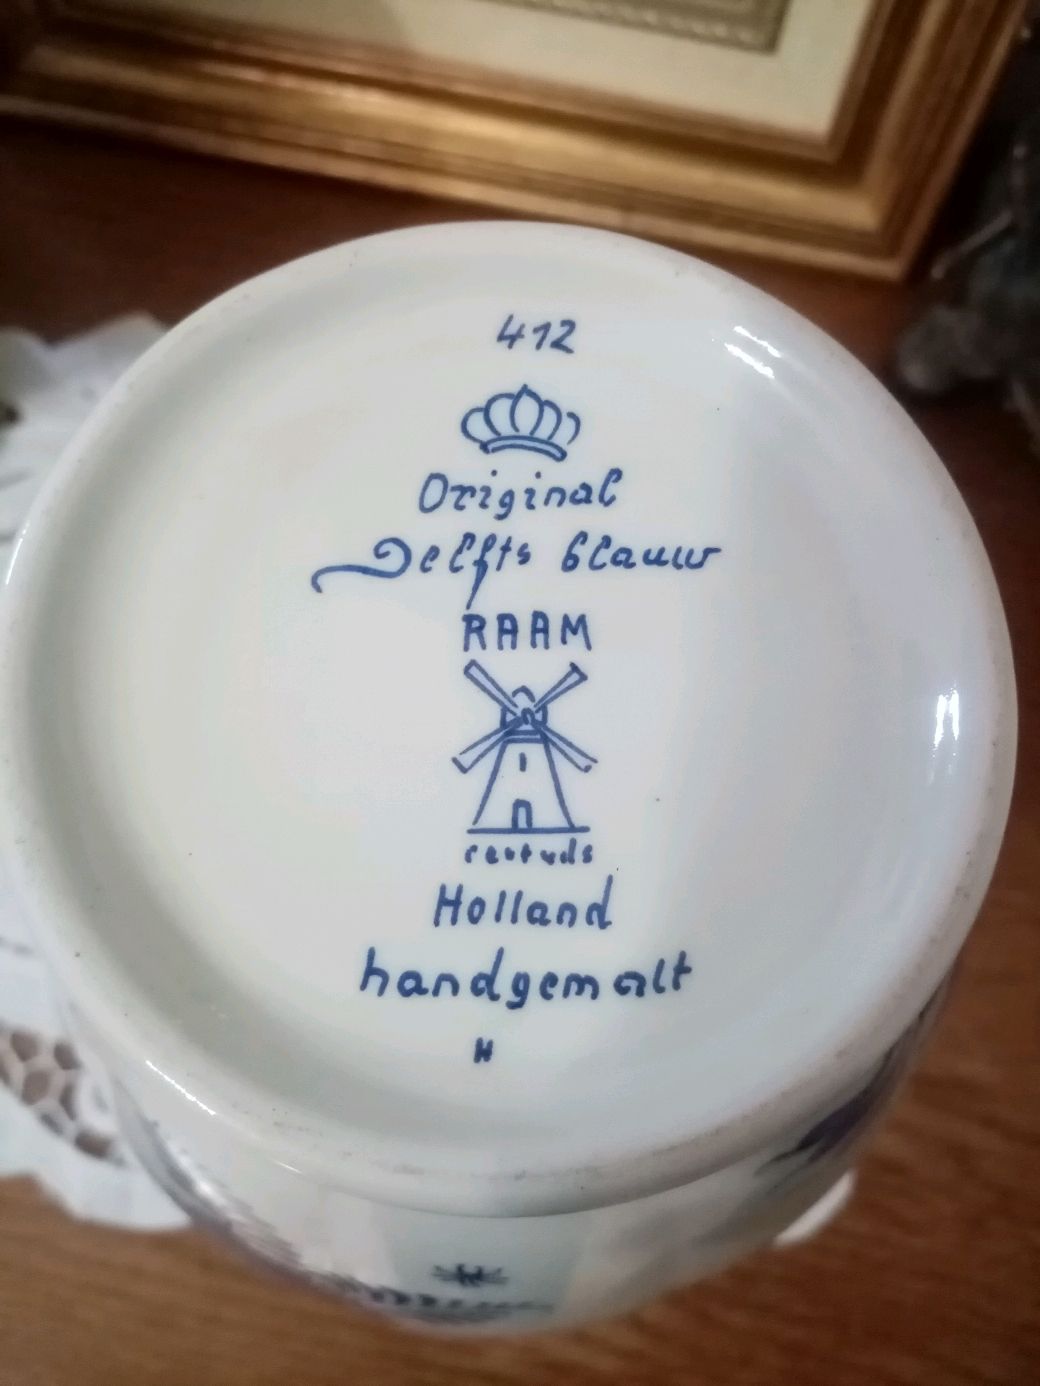 412
Original
Delfts blauw
RAAM
Holland
handgemalt
H